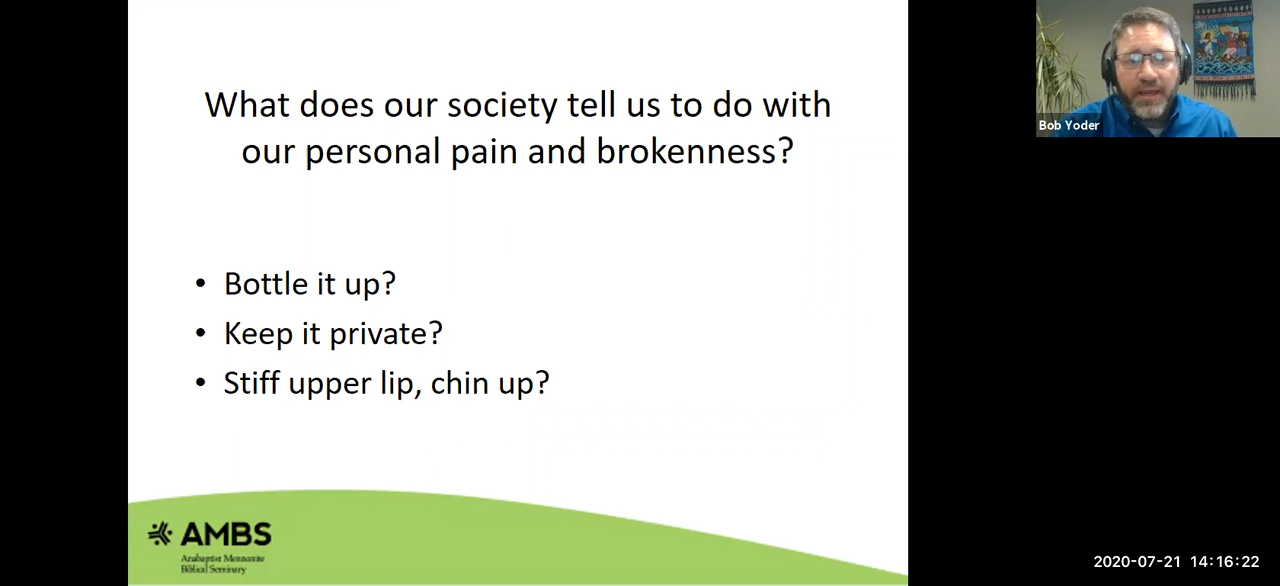 What does our society tell us to do with
our personal pain and brokenness?
• Bottle it up?
• Keep it private?
• Stiff upper lip, chin up?
AMBS
Anabaptist Mennonite
Biblical Seminary
Bob Yoder
2020-07-21 14:16:22